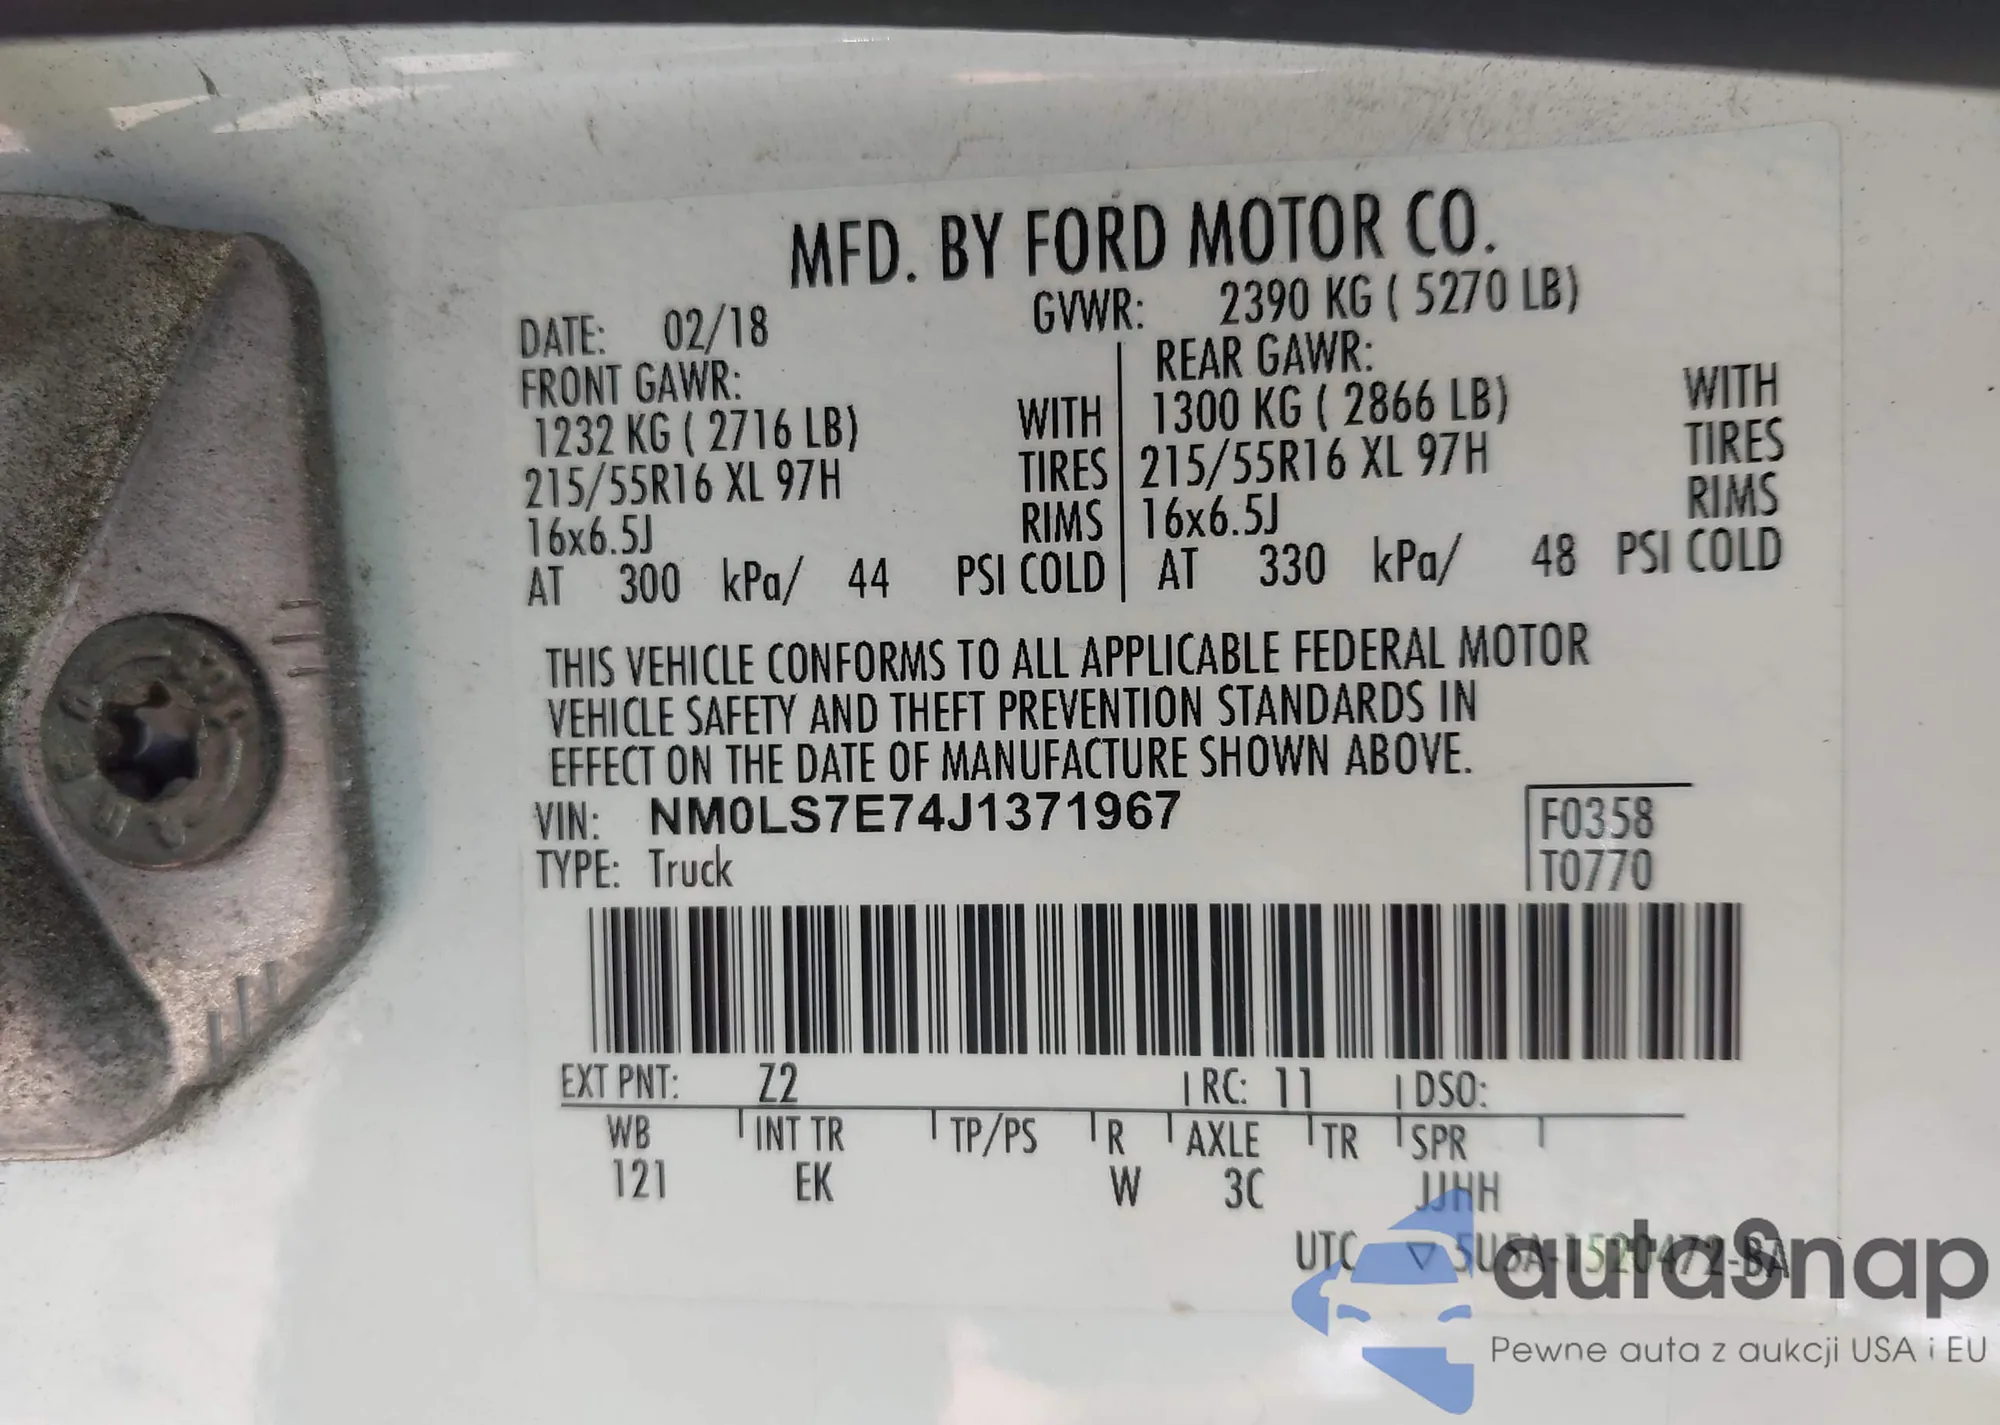 MFD. BY FORD MOTOR CO.
DATE: 02/18 GVWR: 2390 KG ( 5270 LB)
FRONT GAWR: REAR GAWR:
1232 KG ( 2716 LB) WITH 1300 KG ( 2866 LB) WITH
215/55R16 XL 97H TIRES 215/55R16 XL 97H TIRES
16x6.5J RIMS 16x6.5J RIMS
AT 300 kPa/ 44 PSI COLD AT 330 kPa/ 48 PSI COLD
THIS VEHICLE CONFORMS TO ALL APPLICABLE FEDERAL MOTOR
VEHICLE SAFETY AND THEFT PREVENTION STANDARDS IN
EFFECT ON THE DATE OF MANUFACTURE SHOWN ABOVE.
VIN: NM0LS7E74J1371967 F0358
TYPE: Truck T0770
EXT PNT: Z2 RC: 11 DSO:
WB INT TR TP/PS R AXLE TR SPR
121 EK W 3C JJHH
UTC ▽ 5U5A-1520472-BA
autaSnap
Pewne auta z aukcji USA i EU